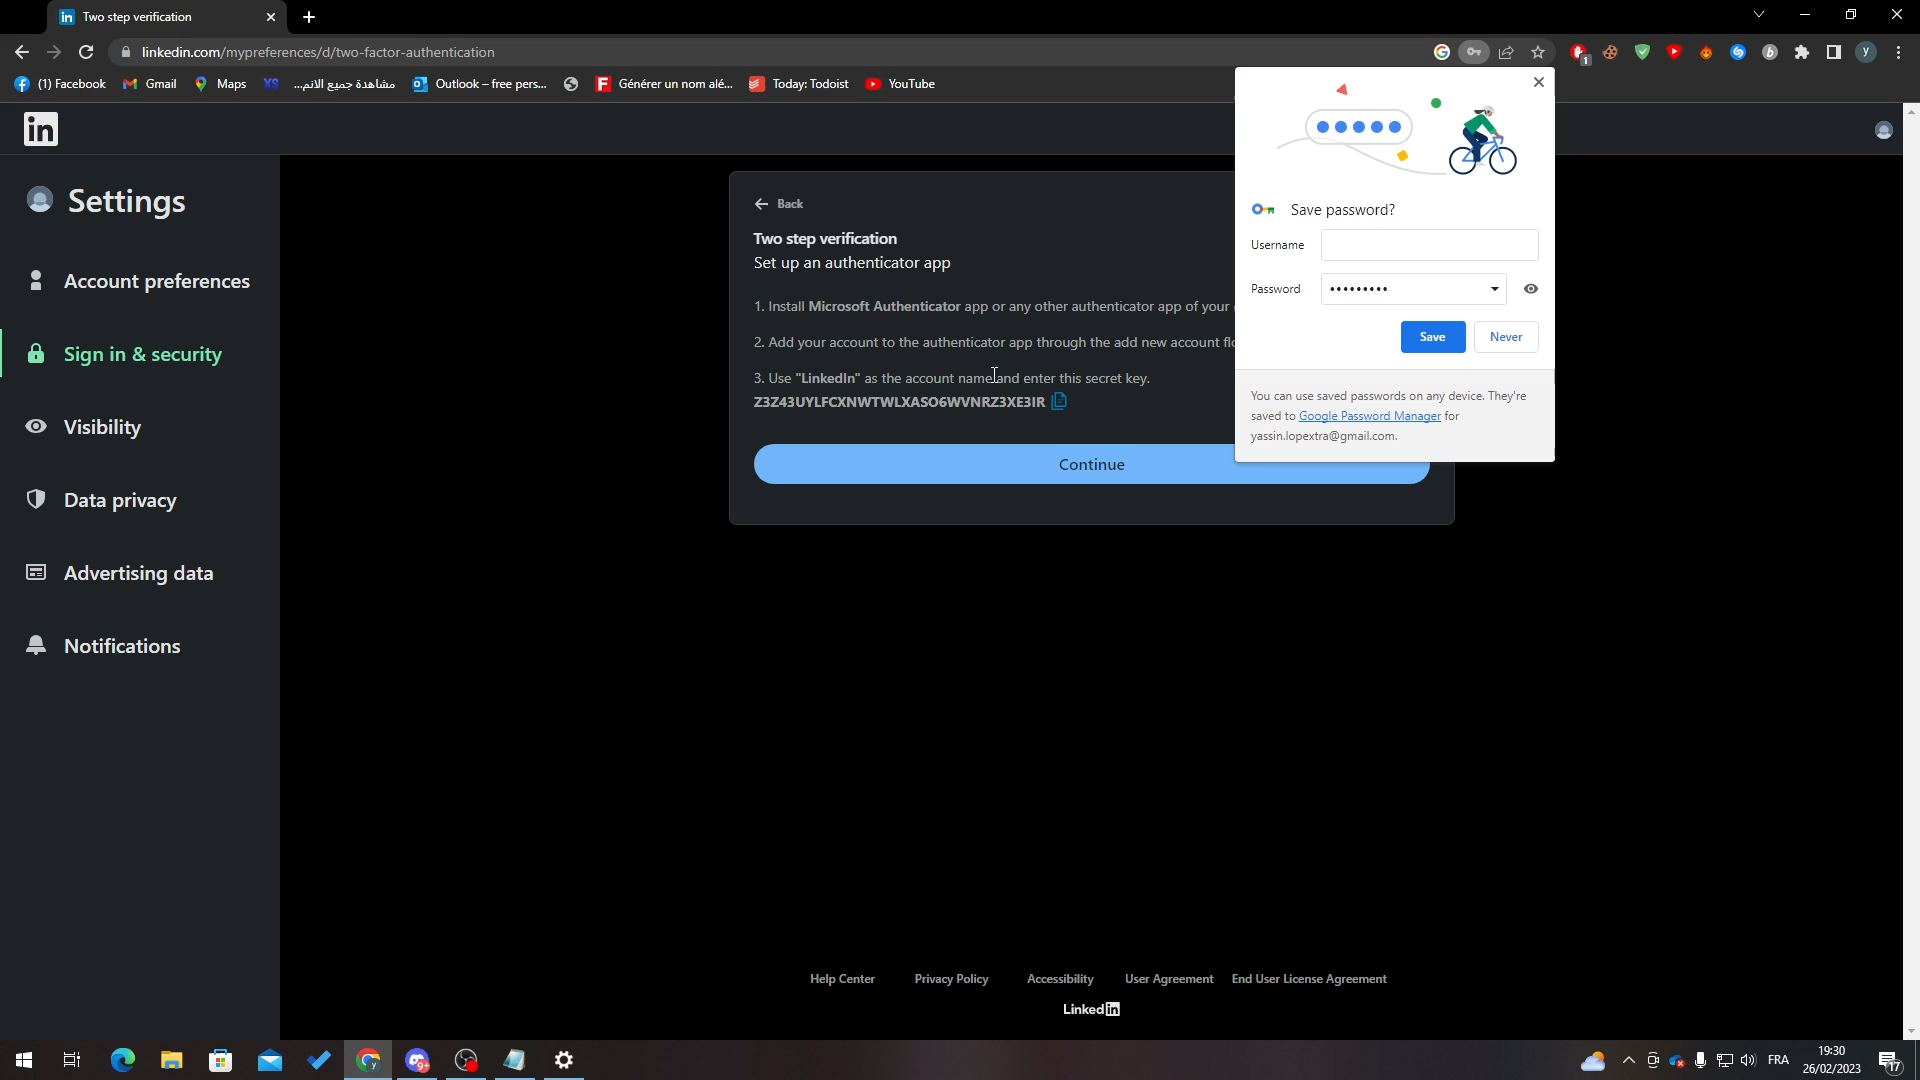 Two step verification
linkedin.com/mypreferences/d/two-factor-authentication
1
y
(1) Facebook
Gmail
Maps
XS
مشاهدة جميع الانم...
Outlook – free pers...
Générer un nom alé...
Today: Todoist
YouTube
in
Settings
Account preferences
Sign in & security
Visibility
Data privacy
Advertising data
Notifications
Back
Two step verification
Set up an authenticator app
1. Install Microsoft Authenticator app or any other authenticator app of your
2. Add your account to the authenticator app through the add new account flo
3. Use "LinkedIn" as the account name and enter this secret key.
Z3Z43UYLFCXNWTWLXASO6WVNRZ3XE3IR
Continue
Save password?
Username
Password
Save
Never
You can use saved passwords on any device. They're
saved to Google Password Manager for
yassin.lopextra@gmail.com.
Help Center
Privacy Policy
Accessibility
User Agreement
End User License Agreement
Linked in
9+
FRA
19:30
26/02/2023
17